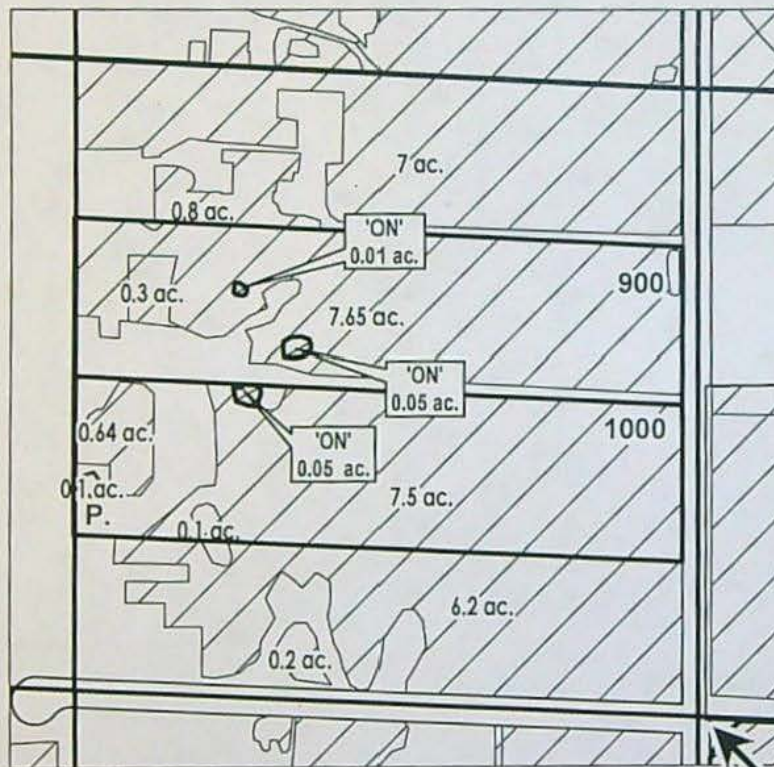 7 ac.
0.8 ac.
'ON'
0.01 ac.
900
0.3 ac.
7.65 ac.
'ON'
0.05 ac.
1000
0.64 ac.
'ON'
0.05 ac.
0.1 ac.
7.5 ac.
P.
0.1 ac.
6.2 ac.
0.2 ac.